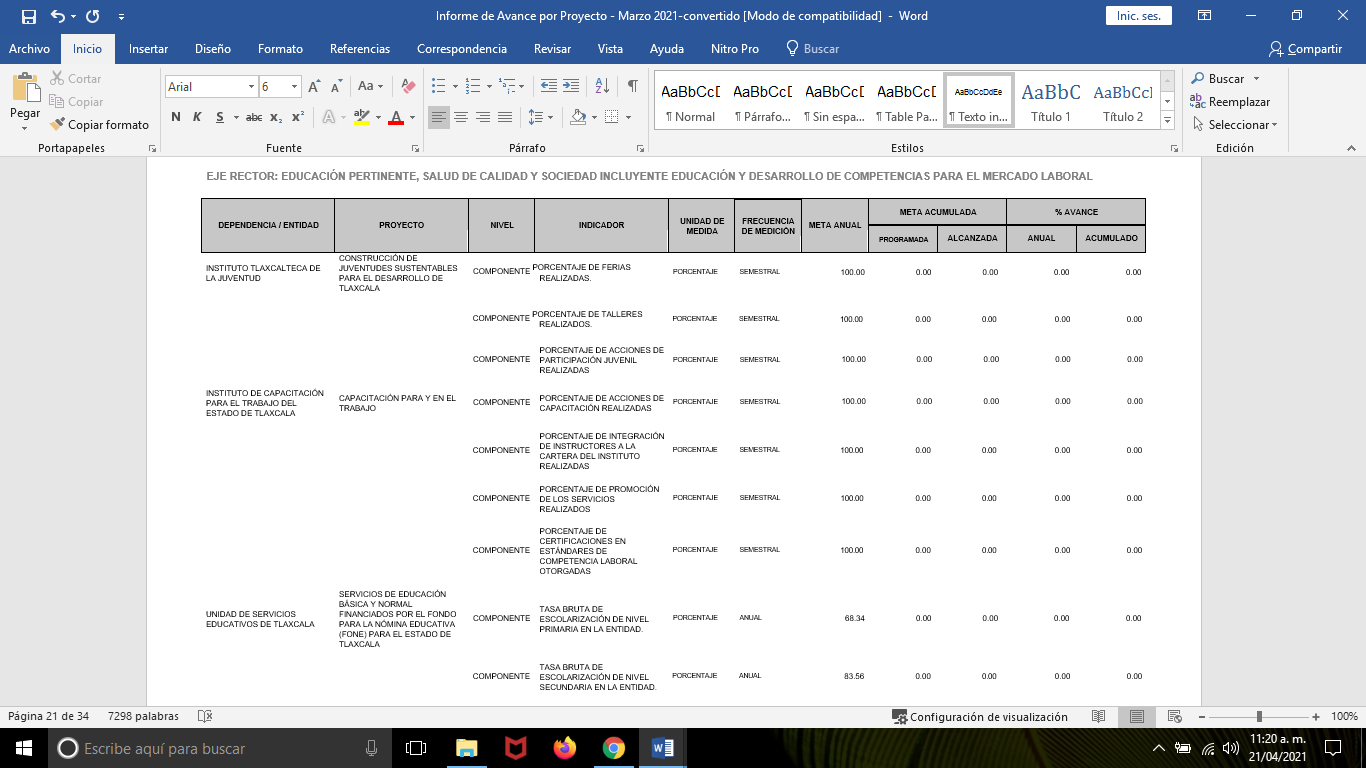 Informe de Avance por Proyecto - Marzo 2021-convertido [Modo de compatibilidad] - Word
Inic. ses.
Archivo Inicio Insertar Diseño Formato Referencias Correspondencia Revisar Vista Ayuda Nitro Pro Buscar
Compartir
Pegar
Cortar
Copiar
Copiar formato
Portapapeles
Arial 6
N K S abc x₂ x²
Fuente
Párrafo
AaBbCcD AaBbCcD AaBbCcD AaBbCcD AaBbCcDdEe AaBbC AaBbCcI
¶ Normal ¶ Párrafo... ¶ Sin espa... ¶ Table Pa... ¶ Texto in... Título 1 Título 2
Estilos
Buscar
Reemplazar
Seleccionar
Edición
EJE RECTOR: EDUCACIÓN PERTINENTE, SALUD DE CALIDAD Y SOCIEDAD INCLUYENTE EDUCACIÓN Y DESARROLLO DE COMPETENCIAS PARA EL MERCADO LABORAL
DEPENDENCIA / ENTIDAD PROYECTO NIVEL INDICADOR UNIDAD DE MEDIDA FRECUENCIA DE MEDICIÓN META ANUAL META ACUMULADA % AVANCE
PROGRAMADA ALCANZADA ANUAL ACUMULADO
INSTITUTO TLAXCALTECA DE
LA JUVENTUD
CONSTRUCCIÓN DE
JUVENTUDES SUSTENTABLES
PARA EL DESARROLLO DE
TLAXCALA
COMPONENTE
PORCENTAJE DE FERIAS
REALIZADAS.
PORCENTAJE SEMESTRAL 100.00 0.00 0.00 0.00 0.00
COMPONENTE
PORCENTAJE DE TALLERES
REALIZADOS.
PORCENTAJE SEMESTRAL 100.00 0.00 0.00 0.00 0.00
COMPONENTE
PORCENTAJE DE ACCIONES DE
PARTICIPACIÓN JUVENIL
REALIZADAS
PORCENTAJE SEMESTRAL 100.00 0.00 0.00 0.00 0.00
INSTITUTO DE CAPACITACIÓN
PARA EL TRABAJO DEL
ESTADO DE TLAXCALA
CAPACITACIÓN PARA Y EN EL
TRABAJO
COMPONENTE
PORCENTAJE DE ACCIONES DE
CAPACITACIÓN REALIZADAS
PORCENTAJE SEMESTRAL 100.00 0.00 0.00 0.00 0.00
COMPONENTE
PORCENTAJE DE INTEGRACIÓN
DE INSTRUCTORES A LA
CARTERA DEL INSTITUTO
REALIZADAS
PORCENTAJE SEMESTRAL 100.00 0.00 0.00 0.00 0.00
COMPONENTE
PORCENTAJE DE PROMOCIÓN
DE LOS SERVICIOS
REALIZADOS
PORCENTAJE SEMESTRAL 100.00 0.00 0.00 0.00 0.00
COMPONENTE
PORCENTAJE DE
CERTIFICACIONES EN
ESTÁNDARES DE
COMPETENCIA LABORAL
OTORGADAS
PORCENTAJE SEMESTRAL 100.00 0.00 0.00 0.00 0.00
UNIDAD DE SERVICIOS
EDUCATIVOS DE TLAXCALA
SERVICIOS DE EDUCACIÓN
BÁSICA Y NORMAL
FINANCIADOS POR EL FONDO
PARA LA NÓMINA EDUCATIVA
(FONE) PARA EL ESTADO DE
TLAXCALA
COMPONENTE
TASA BRUTA DE
ESCOLARIZACIÓN DE NIVEL
PRIMARIA EN LA ENTIDAD.
PORCENTAJE ANUAL 68.34 0.00 0.00 0.00 0.00
COMPONENTE
TASA BRUTA DE
ESCOLARIZACIÓN DE NIVEL
SECUNDARIA EN LA ENTIDAD.
PORCENTAJE ANUAL 83.56 0.00 0.00 0.00 0.00
Página 21 de 34 7298 palabras
Configuración de visualización
100%
Escribe aquí para buscar
11:20 a. m.
21/04/2021